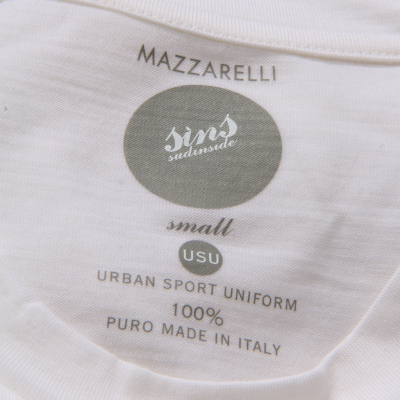 MAZZARELLI
sins
sudinside
small
USU
URBAN SPORT UNIFORM
100%
PURO MADE IN ITALY